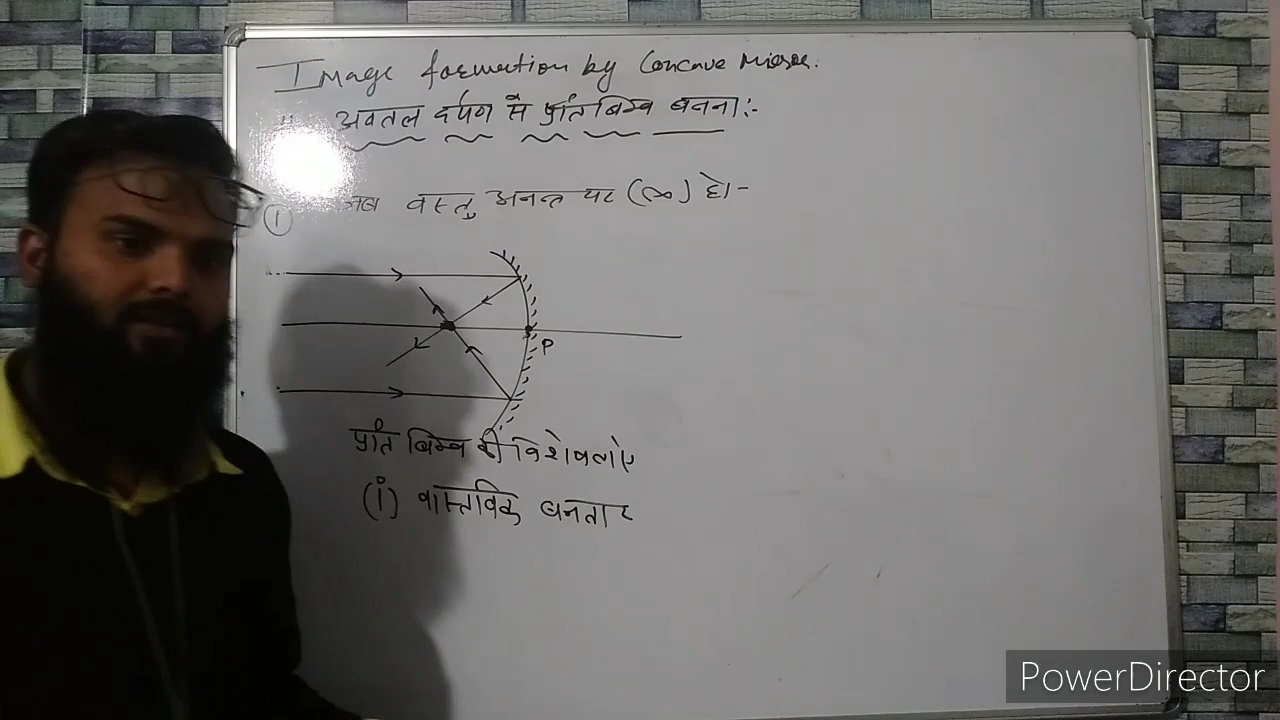 Image formation by Concave mirror.
" अवतल दर्पण से प्रतिबिम्ब बनना :-
① जब वस्तु अनन्त पर (∞) हो-
P
प्रतिबिम्ब की विशेषताऐ
(i) वास्तविक बनता
PowerDirector